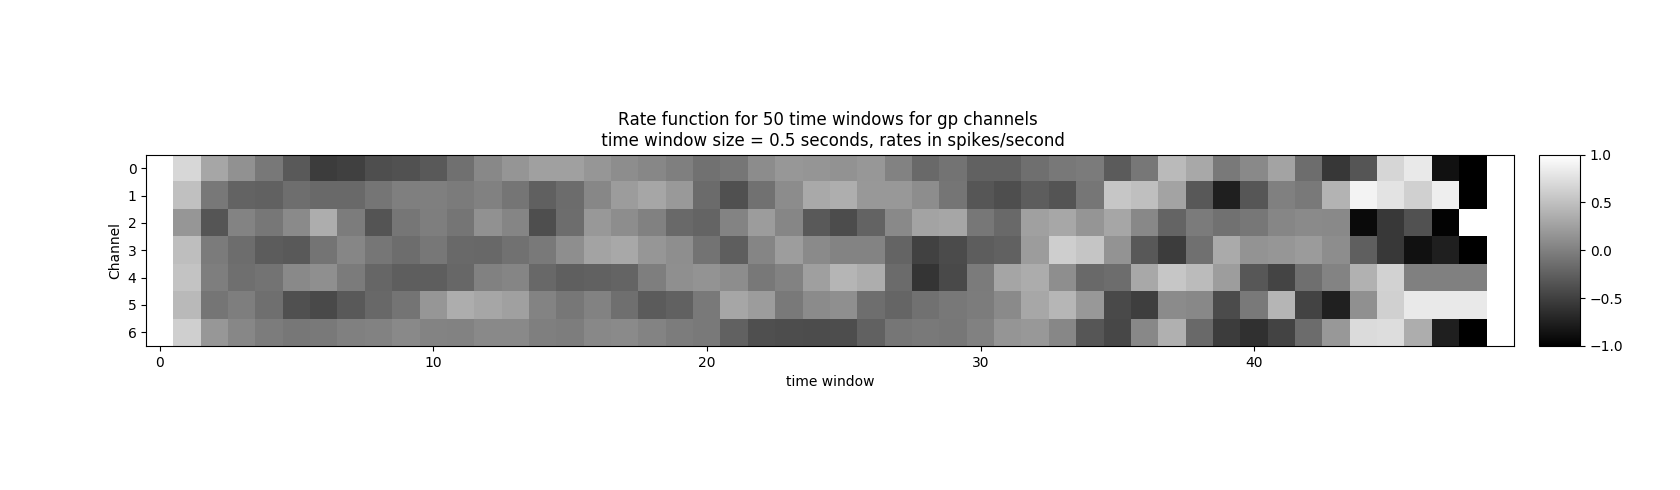 Rate function for 50 time windows for gp channels
time window size = 0.5 seconds, rates in spikes/second
Channel
0
1
2
3
4
5
6
0 10 20 30 40
time window
1.0
0.5
0.0
−0.5
−1.0